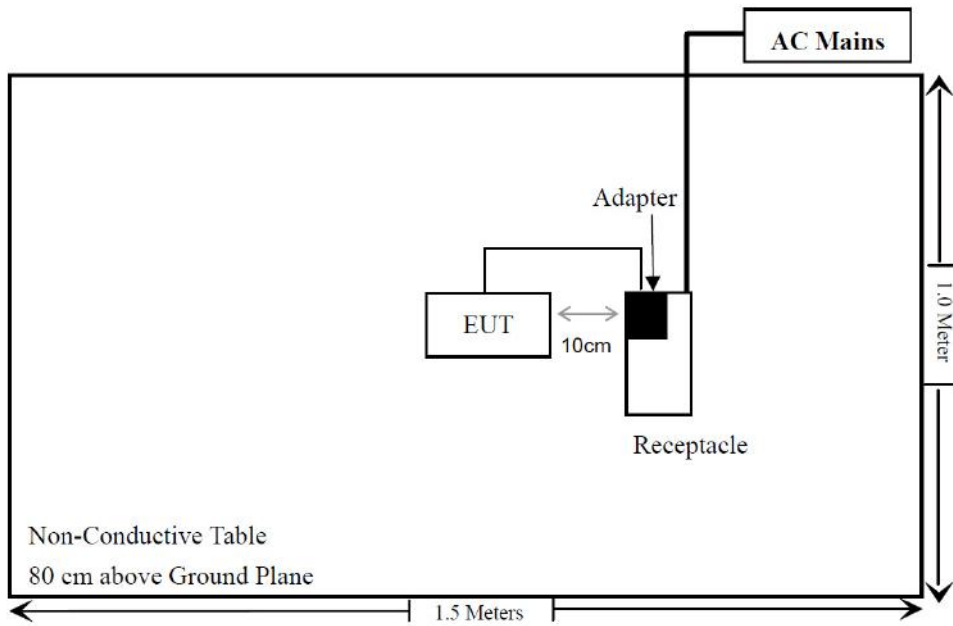 AC Mains
Adapter
EUT
10cm
1.0 Meter
Receptacle
Non-Conductive Table
80 cm above Ground Plane
1.5 Meters